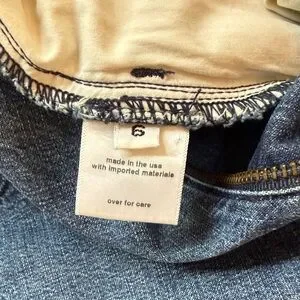 6
made in the usa
with imported materials
over for care